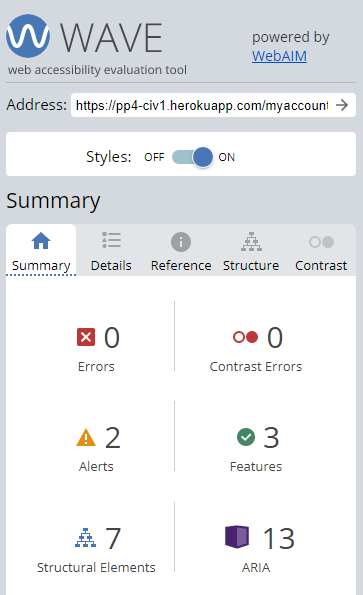 WAVE
powered by
WebAIM
web accessibility evaluation tool
Address: https://pp4-civ1.herokuapp.com/myaccount
Styles: OFF ON
Summary
Summary Details Reference Structure Contrast
0
Errors
0
Contrast Errors
2
Alerts
3
Features
7
Structural Elements
13
ARIA